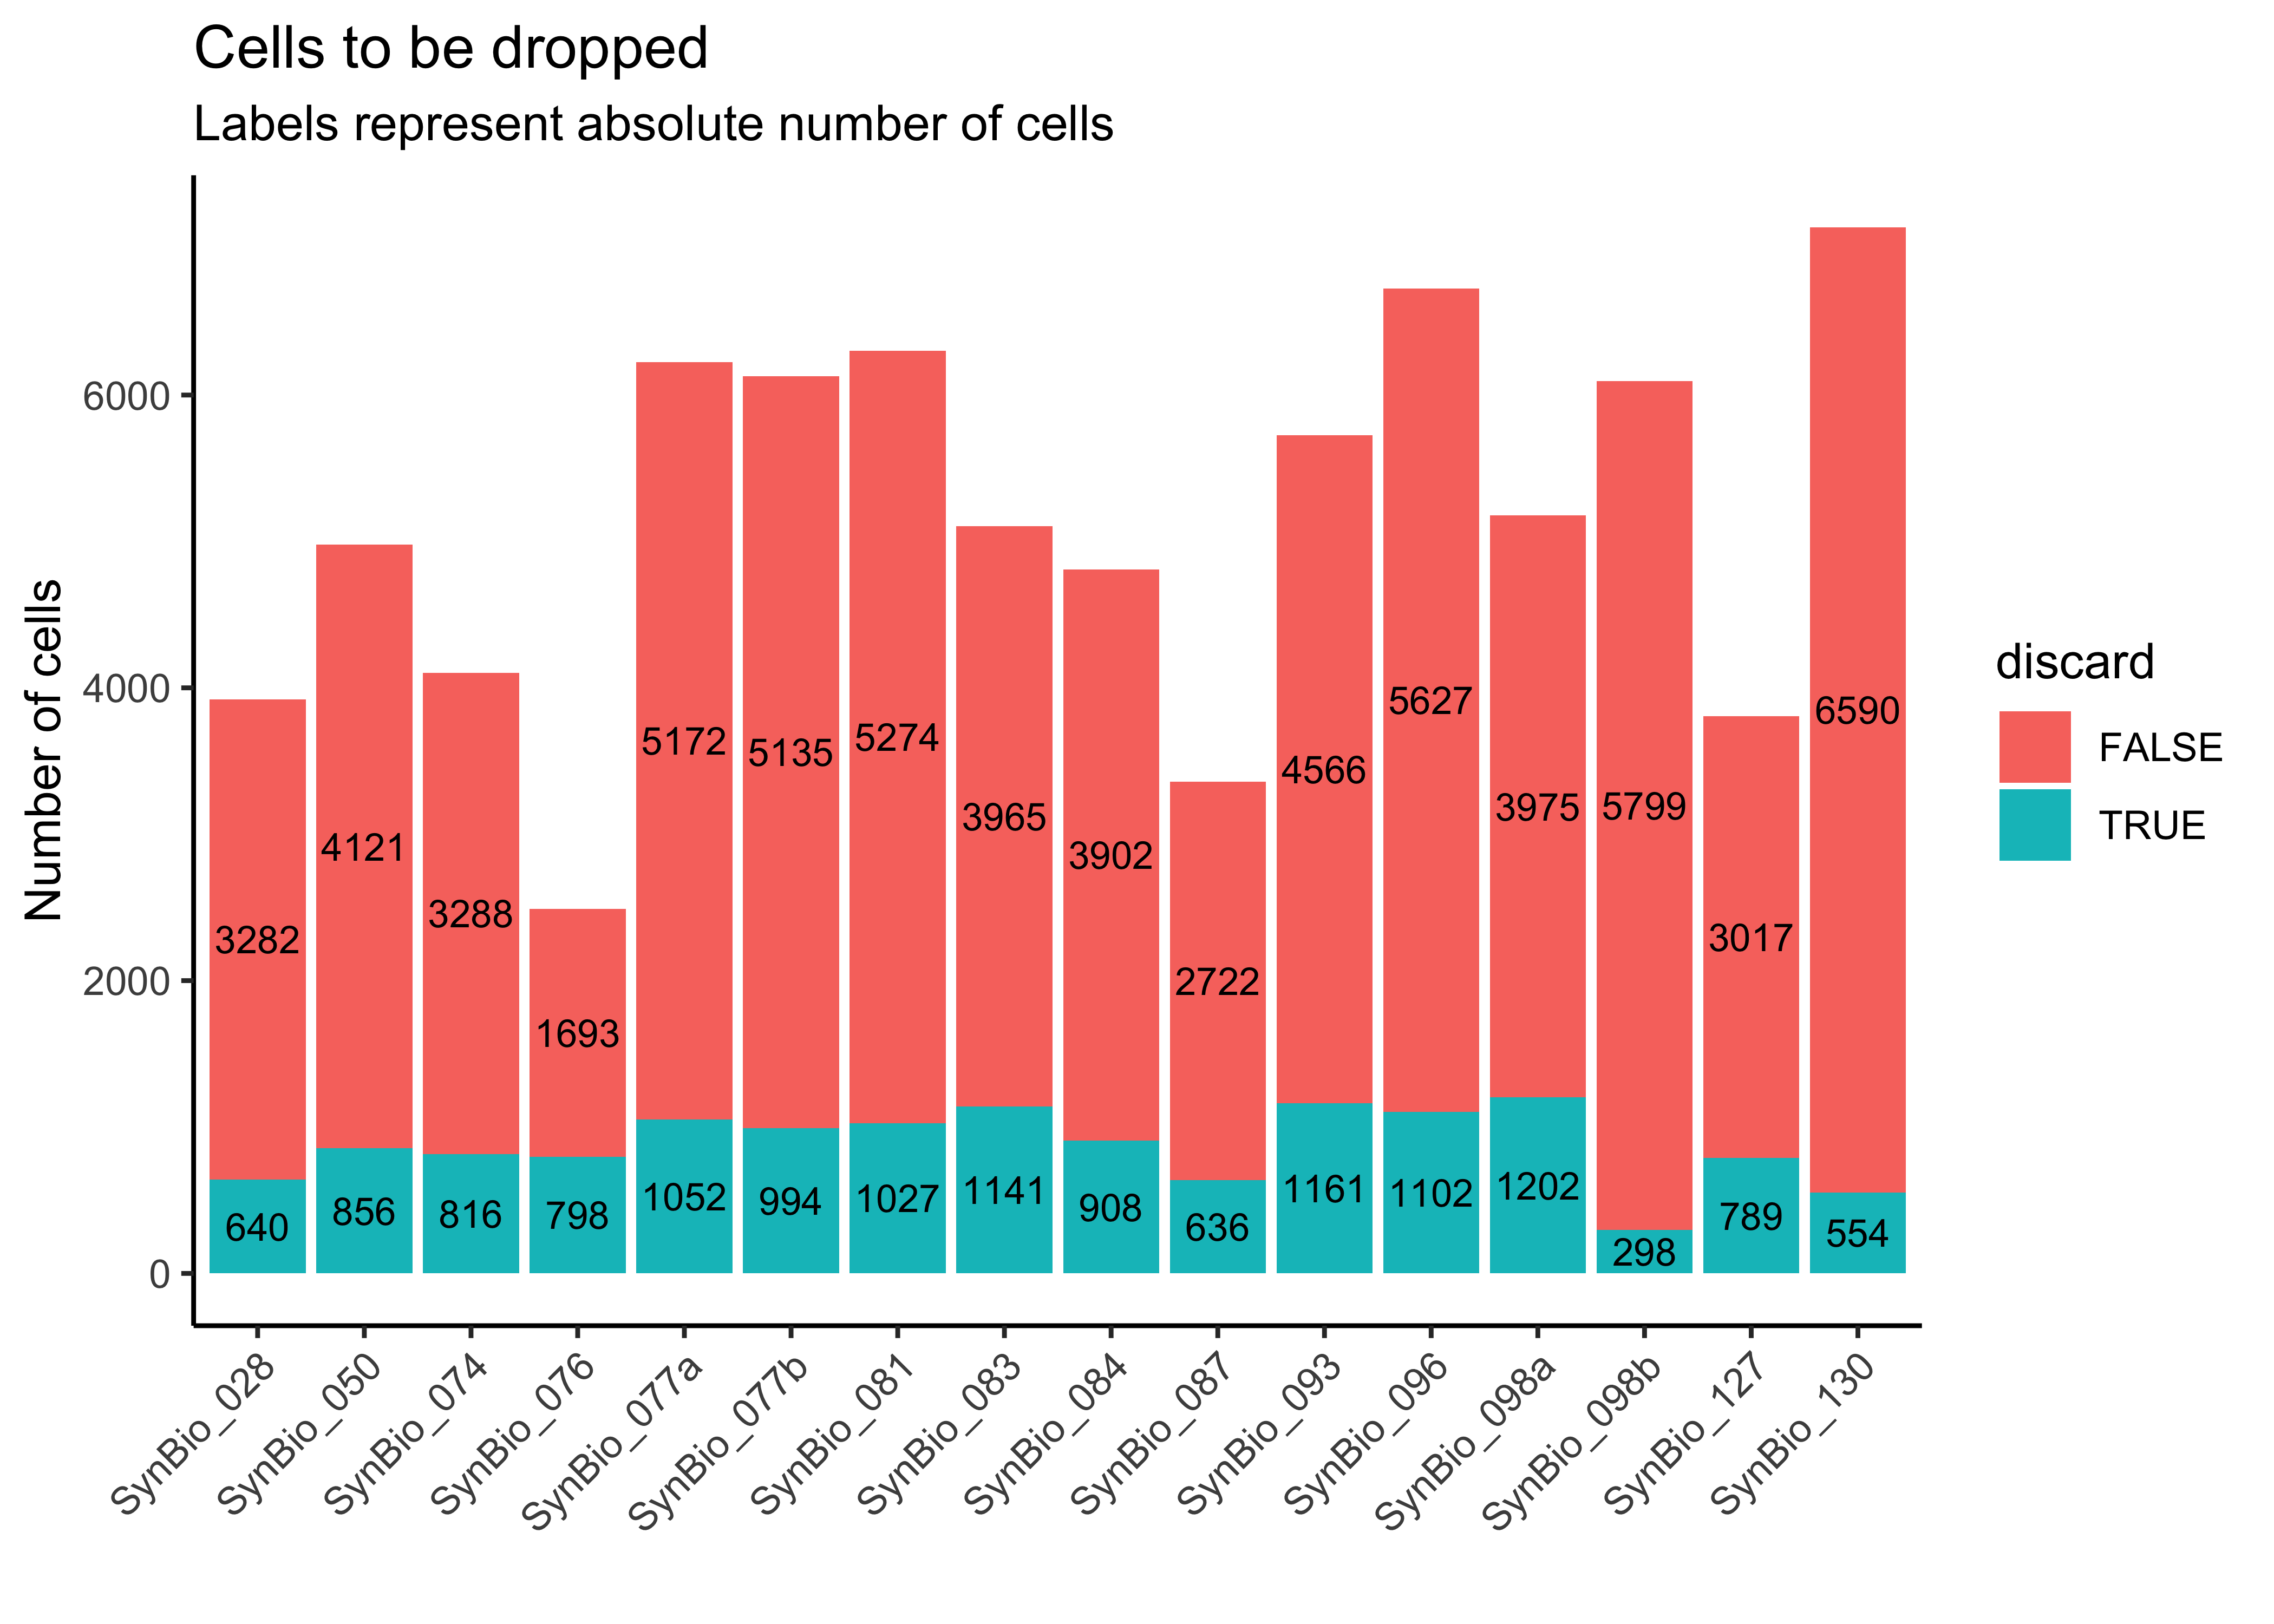 Cells to be dropped
Labels represent absolute number of cells
Number of cells
6000
4000
2000
0
3282
4121
3288
1693
5172
5135
5274
3965
3902
2722
4566
5627
3975
5799
3017
6590
640
856
816
798
1052
994
1027
1141
908
636
1161
1102
1202
298
789
554
SynBio_028
SynBio_050
SynBio_074
SynBio_076
SynBio_077a
SynBio_077b
SynBio_081
SynBio_083
SynBio_084
SynBio_087
SynBio_093
SynBio_096
SynBio_098a
SynBio_098b
SynBio_127
SynBio_130
discard
FALSE
TRUE